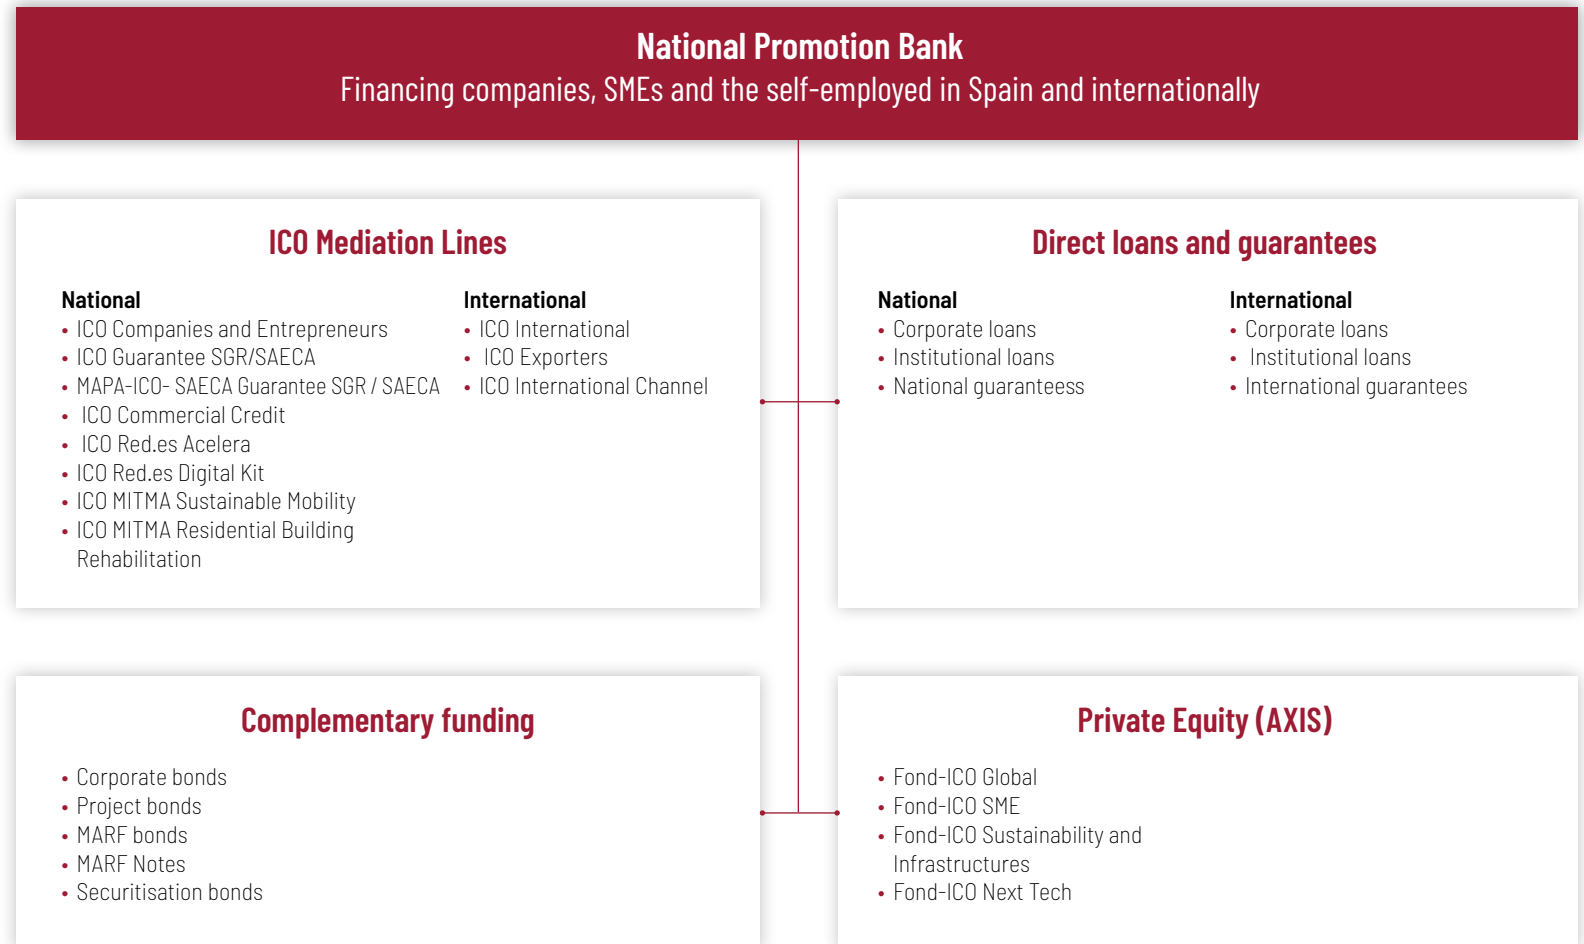 National Promotion Bank
Financing companies, SMEs and the self-employed in Spain and internationally
ICO Mediation Lines
National
• ICO Companies and Entrepreneurs
• ICO Guarantee SGR/SAECA
• MAPA-ICO- SAECA Guarantee SGR / SAECA
• ICO Commercial Credit
• ICO Red.es Acelera
• ICO Red.es Digital Kit
• ICO MITMA Sustainable Mobility
• ICO MITMA Residential Building
Rehabilitation
International
• ICO International
• ICO Exporters
• ICO International Channel
Direct loans and guarantees
National
• Corporate loans
• Institutional loans
• National guaranteess
International
• Corporate loans
• Institutional loans
• International guarantees
Complementary funding
• Corporate bonds
• Project bonds
• MARF bonds
• MARF Notes
• Securitisation bonds
Private Equity (AXIS)
• Fond-ICO Global
• Fond-ICO SME
• Fond-ICO Sustainability and
Infrastructures
• Fond-ICO Next Tech